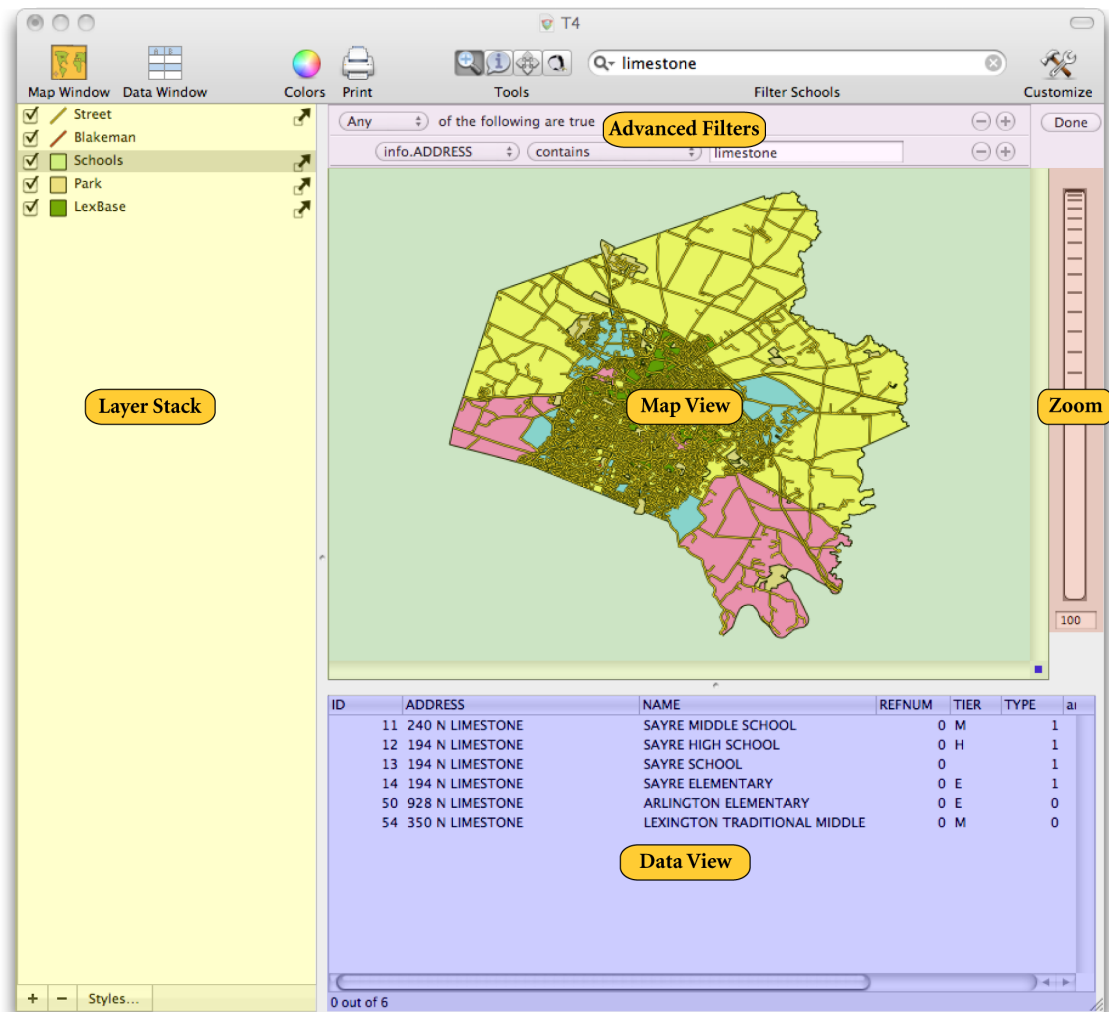 T4
limestone
Map Window Data Window Colors Print Tools Filter Schools Customize
Street
Blakeman
Schools
Park
LexBase
Any of the following are true
Advanced Filters
Done
info.ADDRESS contains limestone
Layer Stack
Map View
Zoom
100
ID ADDRESS NAME REFNUM TIER TYPE
11 240 N LIMESTONE SAYRE MIDDLE SCHOOL 0 M 1
12 194 N LIMESTONE SAYRE HIGH SCHOOL 0 H 1
13 194 N LIMESTONE SAYRE SCHOOL 0 1
14 194 N LIMESTONE SAYRE ELEMENTARY 0 E 1
50 928 N LIMESTONE ARLINGTON ELEMENTARY 0 E 0
54 350 N LIMESTONE LEXINGTON TRADITIONAL MIDDLE 0 M 0
Data View
+ − Styles...
0 out of 6